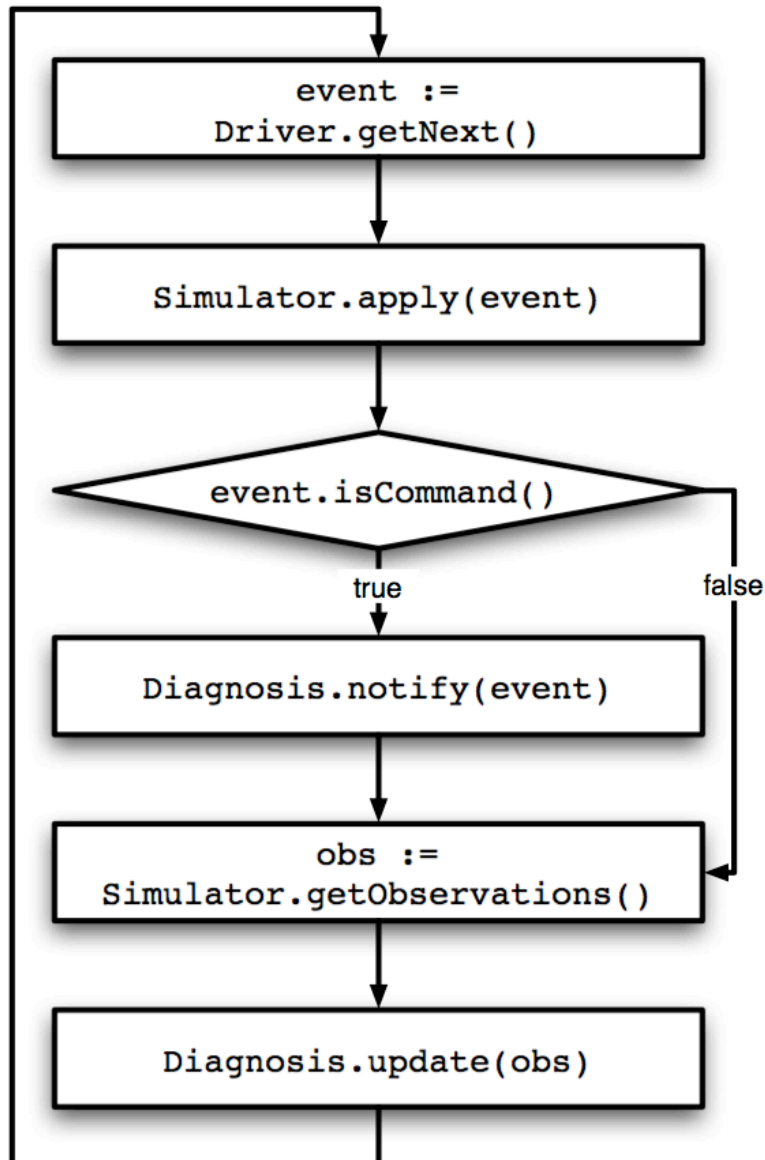 event :=
Driver.getNext()
Simulator.apply(event)
event.isCommand()
true
false
Diagnosis.notify(event)
obs :=
Simulator.getObservations()
Diagnosis.update(obs)